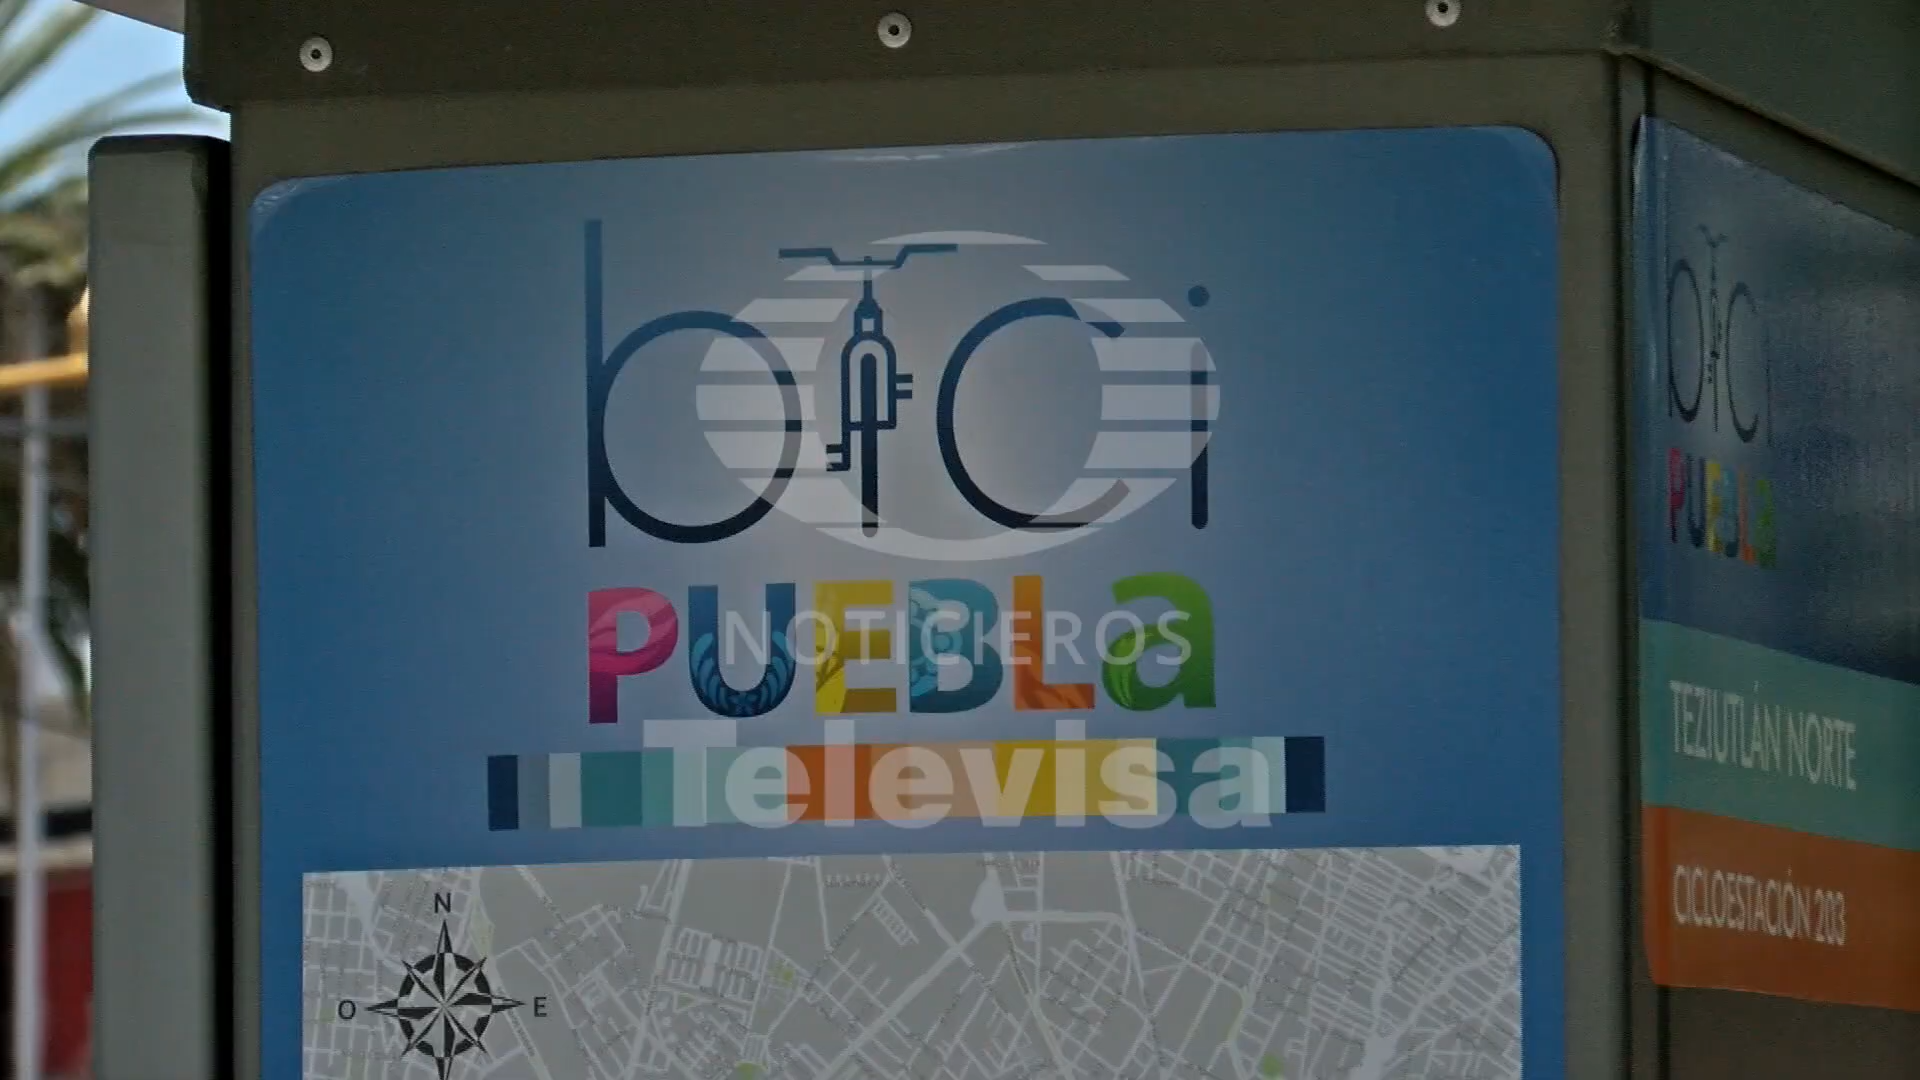 bici
PUEBLa
NOTICIEROS
Televisa
N
O
E
bici
PUEBLa
TEZIUTLÁN NORTE
CICLOESTACIÓN 203